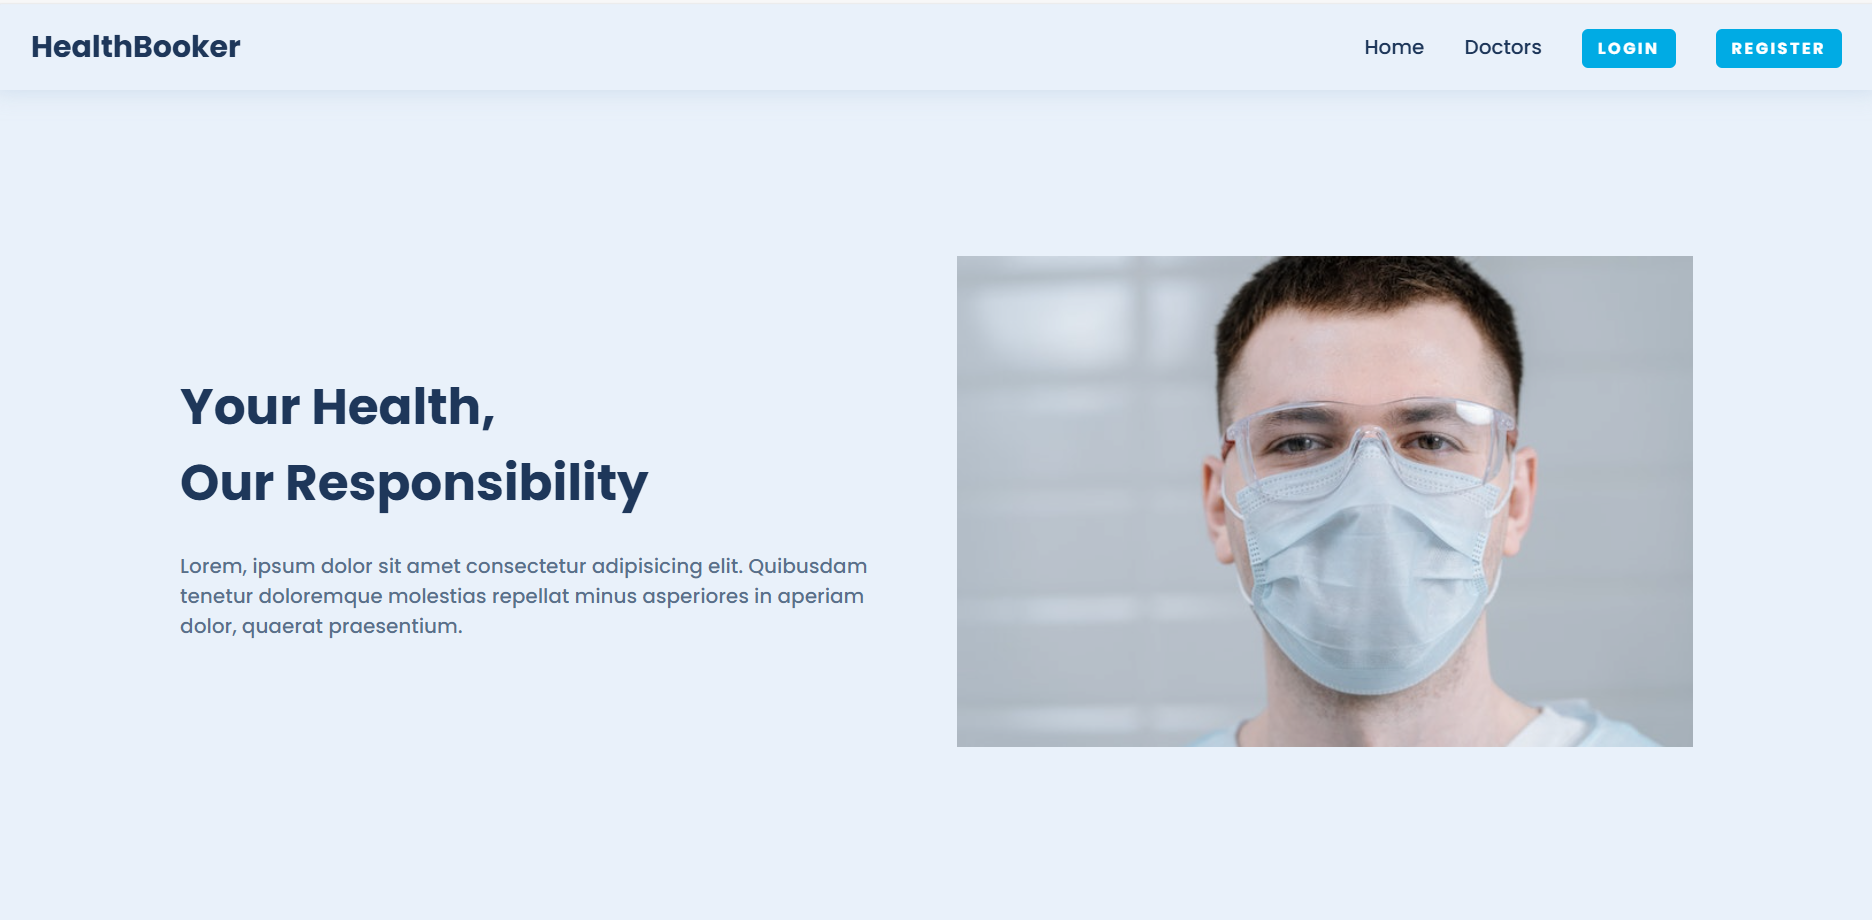 HealthBooker
Home
Doctors
LOGIN
REGISTER
Your Health,
Our Responsibility
Lorem, ipsum dolor sit amet consectetur adipisicing elit. Quibusdam
tenetur doloremque molestias repellat minus asperiores in aperiam
dolor, quaerat praesentium.